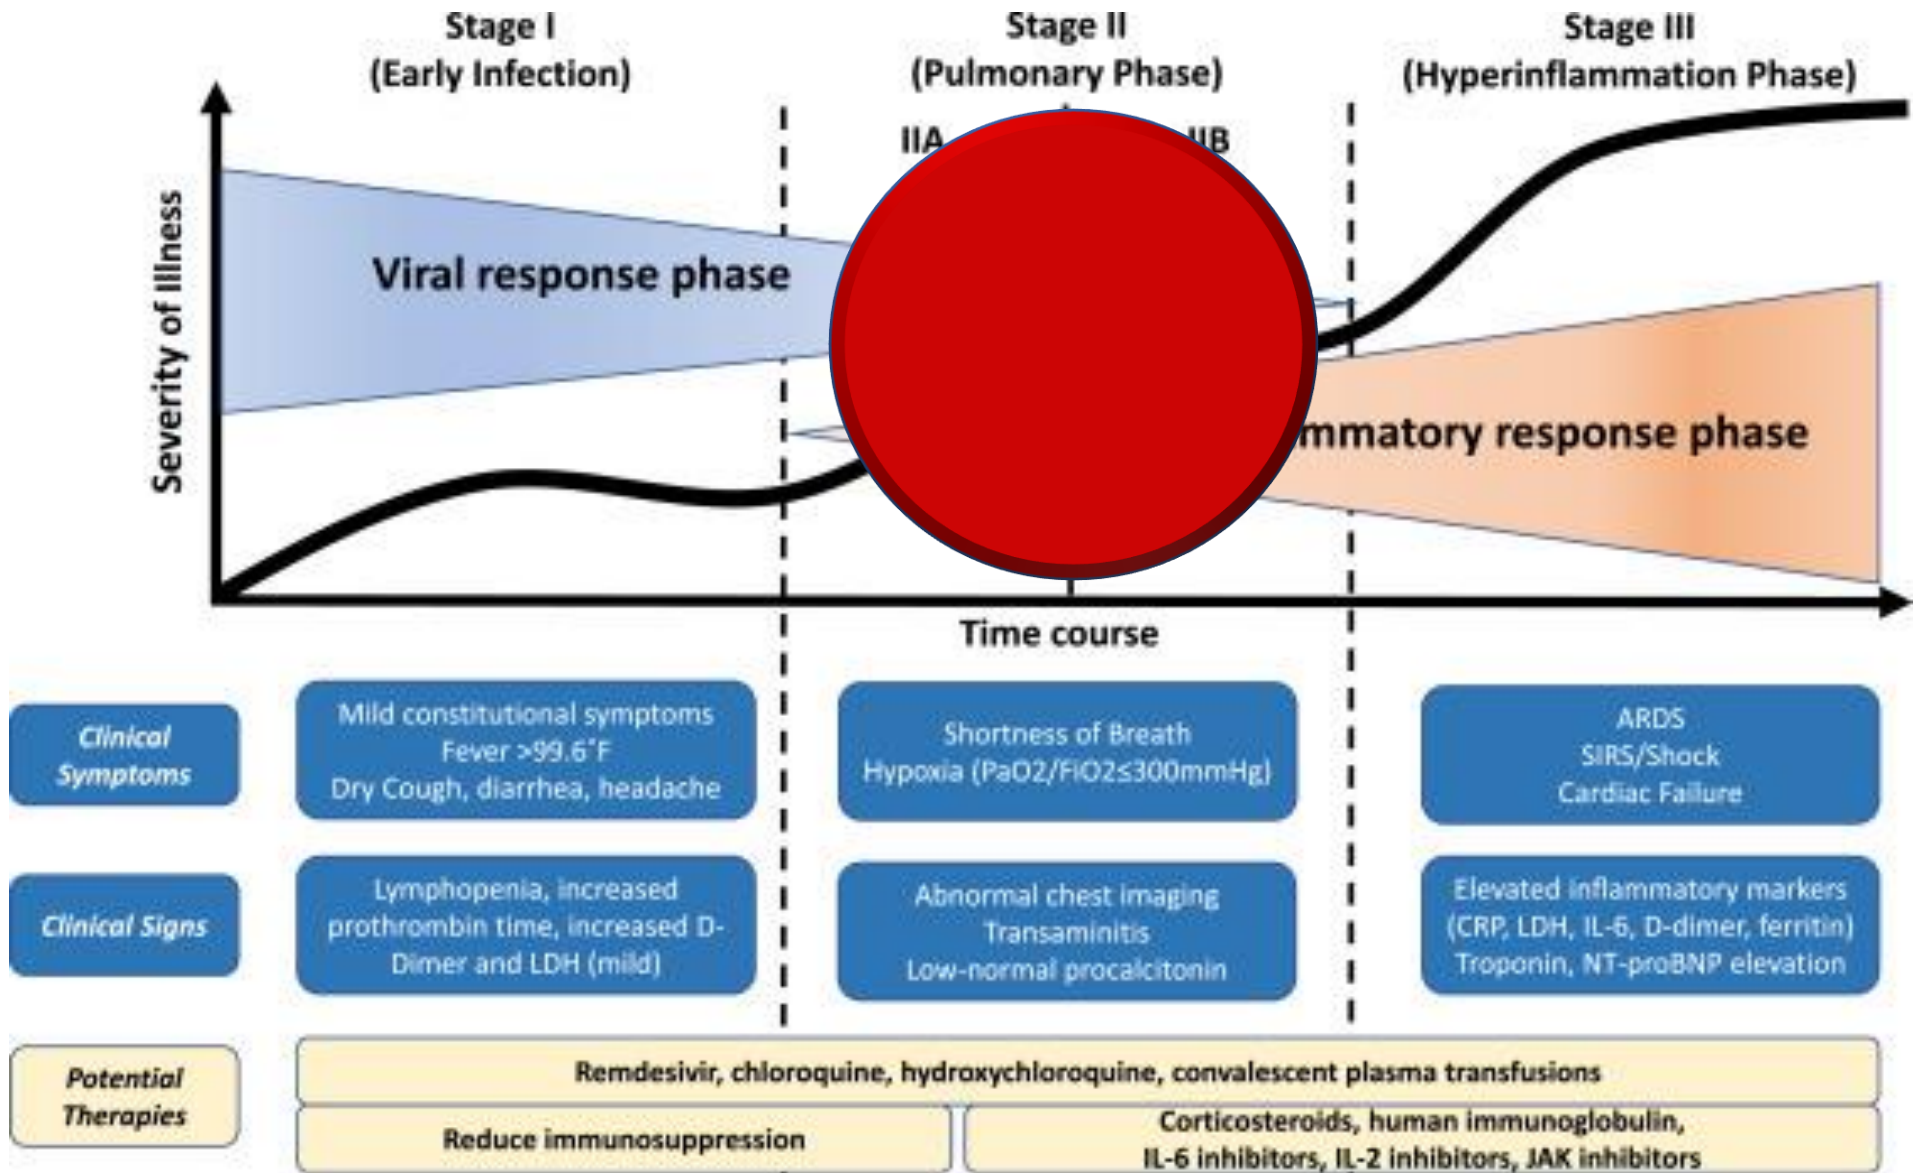 Stage I
(Early Infection)
Stage II
(Pulmonary Phase)
Stage III
(Hyperinflammation Phase)
IIA
IIB
Severity of Illness
Viral response phase
mmatory response phase
Time course
Clinical
Symptoms
Mild constitutional symptoms
Fever >99.6°F
Dry Cough, diarrhea, headache
Shortness of Breath
Hypoxia (PaO2/FiO2≤300mmHg)
ARDS
SIRS/Shock
Cardiac Failure
Clinical Signs
Lymphopenia, increased
prothrombin time, increased D-
Dimer and LDH (mild)
Abnormal chest imaging
Transaminitis
Low-normal procalcitonin
Elevated inflammatory markers
(CRP, LDH, IL-6, D-dimer, ferritin)
Troponin, NT-proBNP elevation
Potential
Therapies
Remdesivir, chloroquine, hydroxychloroquine, convalescent plasma transfusions
Reduce immunosuppression
Corticosteroids, human immunoglobulin,
IL-6 inhibitors, IL-2 inhibitors, JAK inhibitors